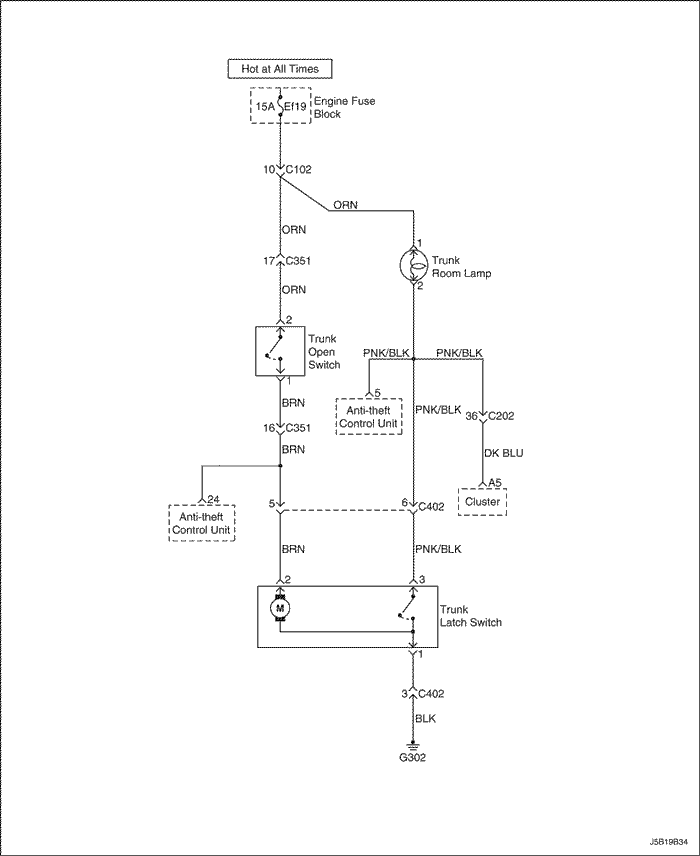 Hot at All Times
15A Ef19 Engine Fuse
Block
10 C102
ORN
ORN
1
17 C351
Trunk
Room Lamp
2
ORN
2
Trunk
Open
Switch
1
PNK/BLK PNK/BLK
5
Anti-theft
Control Unit
BRN
PNK/BLK
36 C202
16 C351
BRN
DK BLU
A5
Cluster
24
Anti-theft
Control Unit
5
6 C402
BRN
PNK/BLK
2
3
M
Trunk
Latch Switch
1
3 C402
BLK
G302
J5B19B34